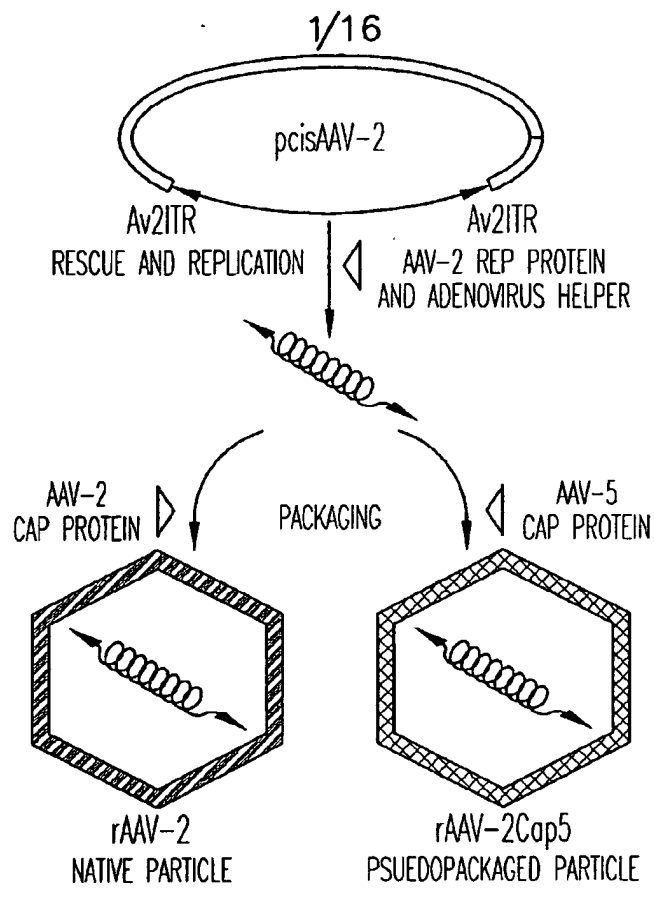 1/16
pcisAAV-2
Av2ITR
Av2ITR
RESCUE AND REPLICATION
AAV-2 REP PROTEIN
AND ADENOVIRUS HELPER
AAV-2
CAP PROTEIN
PACKAGING
AAV-5
CAP PROTEIN
rAAV-2
NATIVE PARTICLE
rAAV-2Cap5
PSUEDOPACKAGED PARTICLE